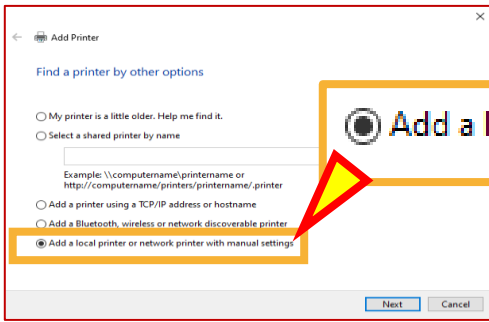 Add Printer
Find a printer by other options
My printer is a little older. Help me find it.
Select a shared printer by name
Example: \\computername\printername or
http://computername/printers/printername/.printer
Add a printer using a TCP/IP address or hostname
Add a Bluetooth, wireless or network discoverable printer
Add a local printer or network printer with manual settings
Add a l
Next Cancel